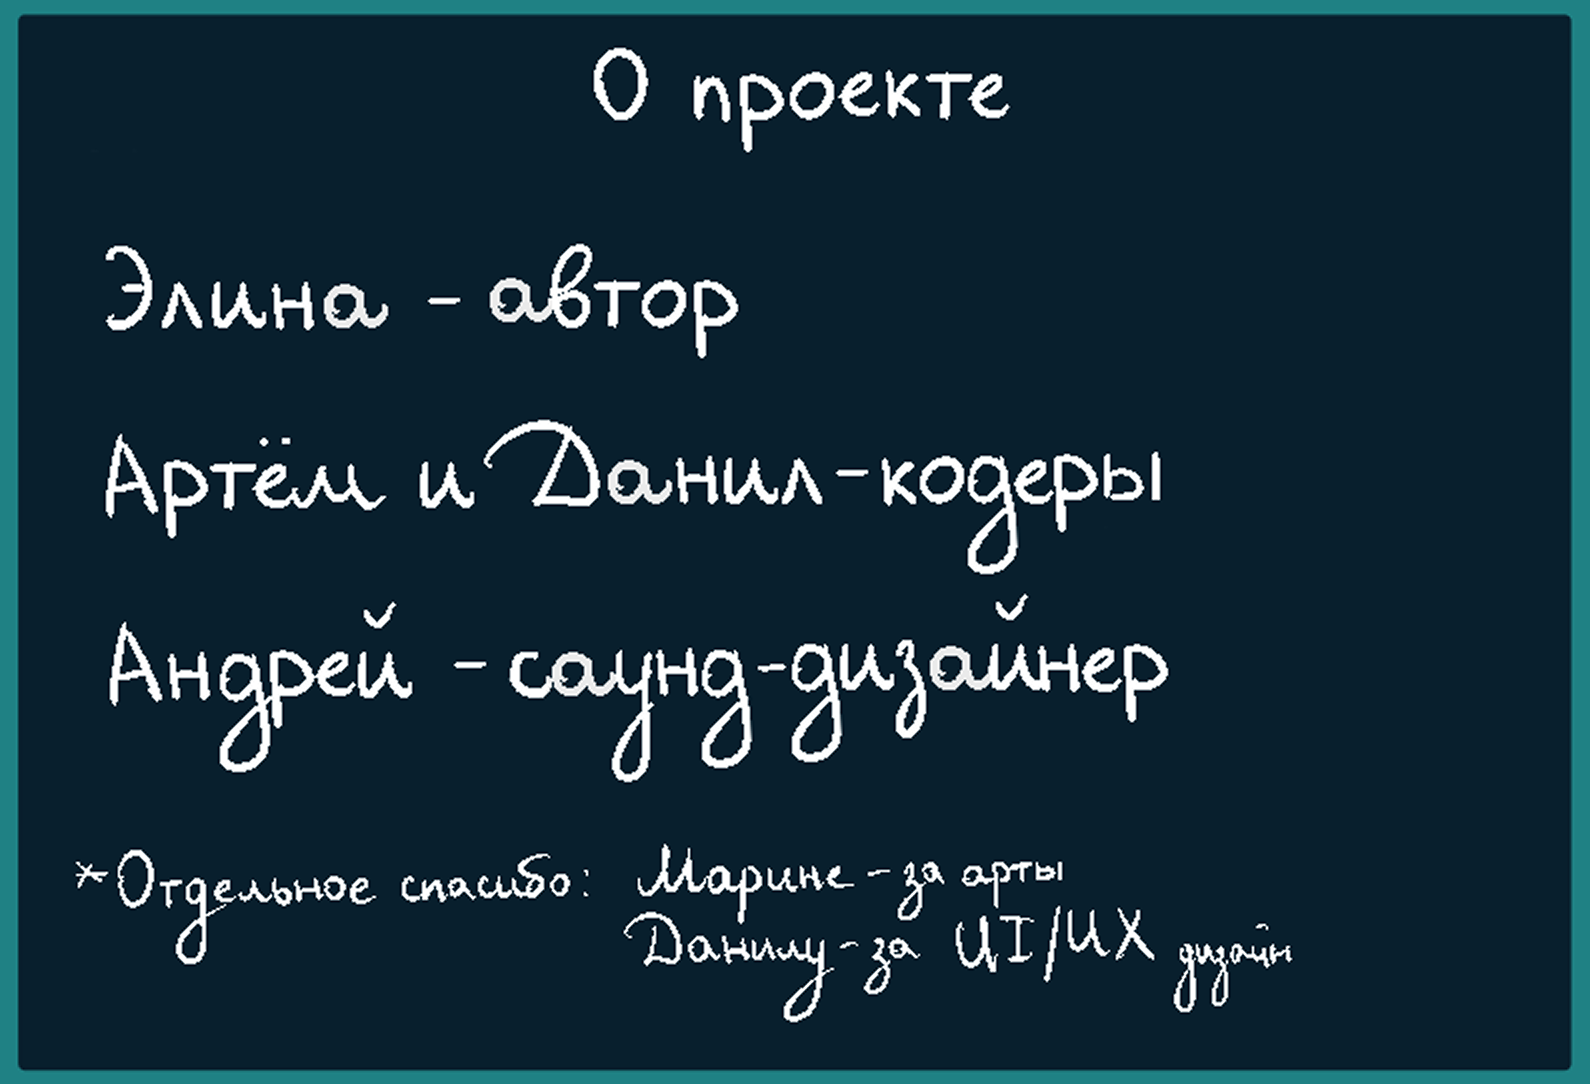 О проекте
Элина - автор
Артём и Данил - кодеры
Андрей - саунд-дизайнер
*Отдельное спасибо: Марине - за арты
Данилу - за UI/UX дизайн